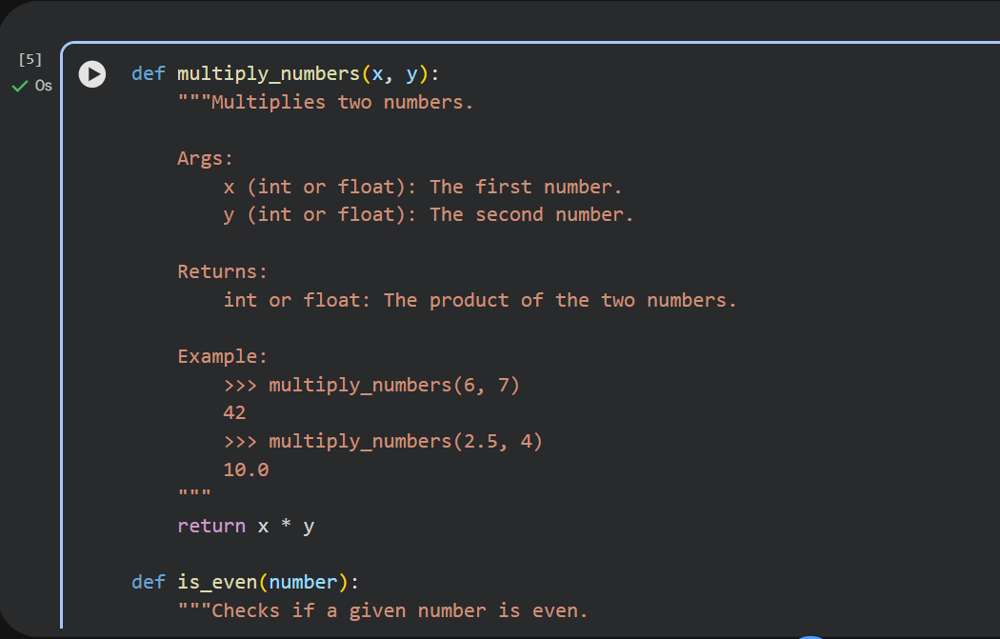 [5]
0s
def multiply_numbers(x, y):
    """Multiplies two numbers.

    Args:
        x (int or float): The first number.
        y (int or float): The second number.

    Returns:
        int or float: The product of the two numbers.

    Example:
        >>> multiply_numbers(6, 7)
        42
        >>> multiply_numbers(2.5, 4)
        10.0
    """
    return x * y

def is_even(number):
    """Checks if a given number is even.